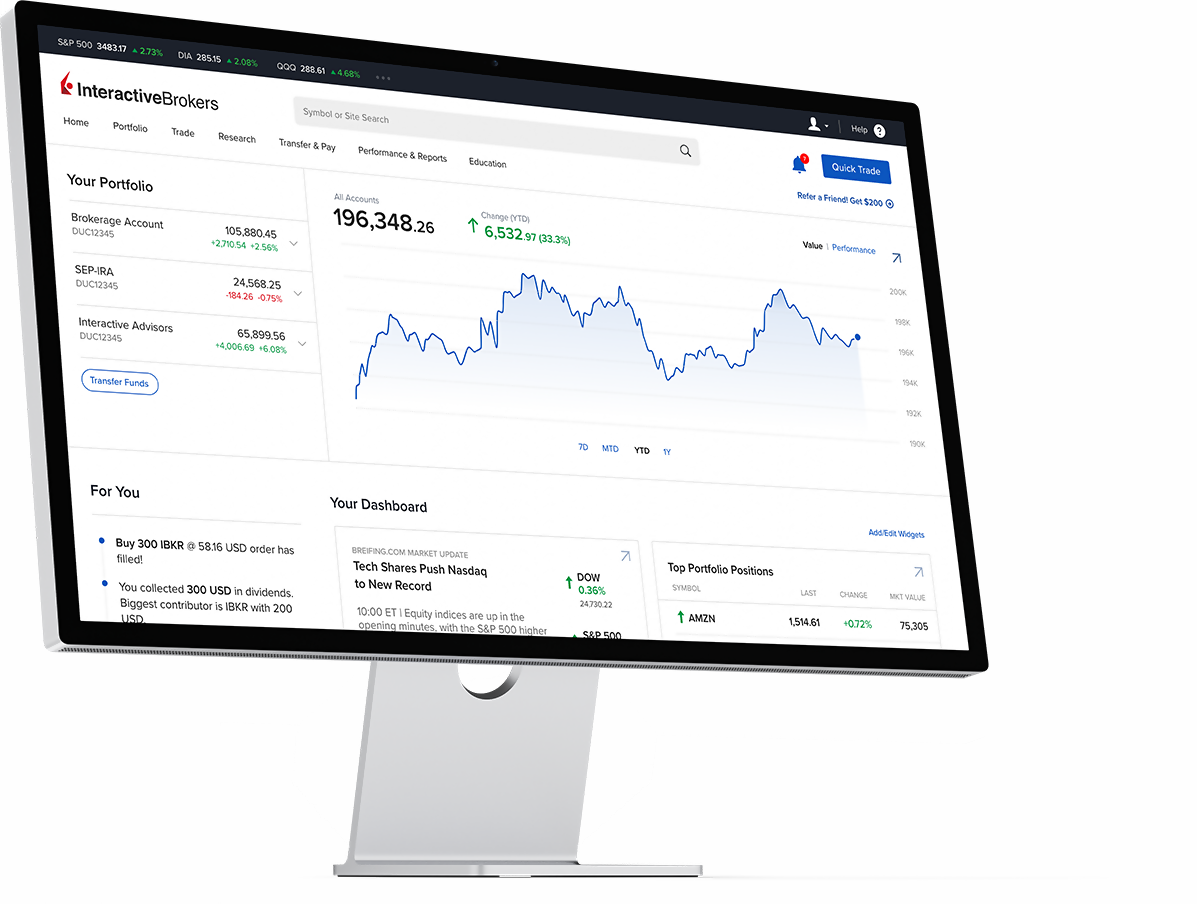 S&P 500 3483.17 ▲ 2.73% DIA 285.15 ▲ 2.08% QQQ 288.61 ▲ 4.68% •••
Help ?
InteractiveBrokers
Symbol or Site Search
Home Portfolio Trade Research Transfer & Pay Performance & Reports Education
Quick Trade
Refer a Friend! Get $200
Your Portfolio
Brokerage Account 105,880.45
DUC12345 +2,710.54 +2.56%
SEP-IRA 24,568.25
DUC12345 -184.26 -0.75%
Interactive Advisors 65,899.56
DUC12345 +4,006.69 +6.08%
Transfer Funds
All Accounts
196,348.26
Change (YTD)
6,532.97 (33.3%)
Value | Performance
200K
198K
196K
194K
192K
190K
7D MTD YTD 1Y
For You
Buy 300 IBKR @ 58.16 USD order has
filled!
You collected 300 USD in dividends.
Biggest contributor is IBKR with 200
USD.
Your Dashboard
Add/Edit Widgets
BREIFING.COM MARKET UPDATE
Tech Shares Push Nasdaq
to New Record
10:00 ET | Equity indices are up in the
opening minutes, with the S&P 500 higher
DOW
0.36%
24,730.22
S&P 500
Top Portfolio Positions
SYMBOL LAST CHANGE MKT VALUE
AMZN 1,514.61 +0.72% 75,305